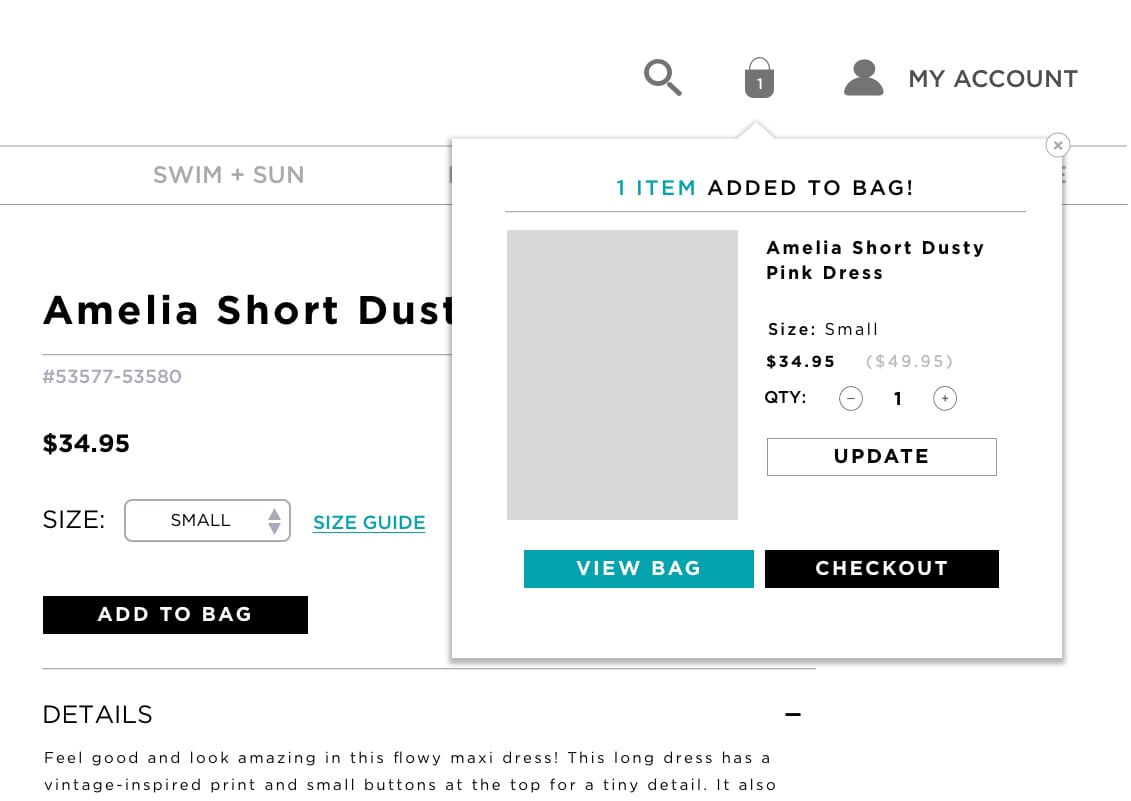 1
MY ACCOUNT
SWIM + SUN
1 ITEM ADDED TO BAG!
Amelia Short Dusty
Pink Dress
Size: Small
$34.95 ($49.95)
QTY: − 1 +
UPDATE
VIEW BAG CHECKOUT
Amelia Short Dust
#53577-53580
$34.95
SIZE: SMALL SIZE GUIDE
ADD TO BAG
DETAILS
Feel good and look amazing in this flowy maxi dress! This long dress has a
vintage-inspired print and small buttons at the top for a tiny detail. It also